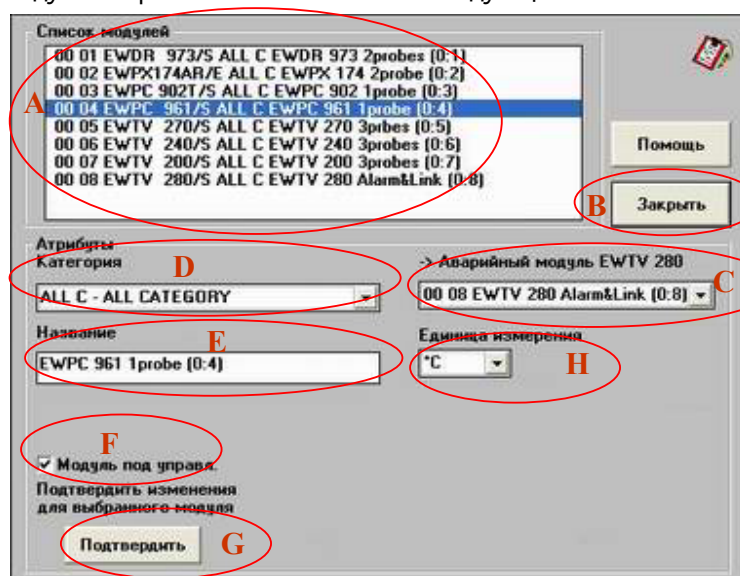 Список модулей
00 01 EWDR 973/S ALL C EWDR 973 2probes (0:1)
00 02 EWPX174AR/E ALL C EWPX 174 2probes (0:2)
00 03 EWPC 902T/S ALL C EWPC 902 1probe (0:3)
A
00 04 EWPC 961/S ALL C EWPC 961 1probe (0:4)
00 05 EWTV 270/S ALL C EWTV 270 3prbes (0:5)
00 06 EWTV 240/S ALL C EWTV 240 3probes (0:6)
00 07 EWTV 200/S ALL C EWTV 200 3probes (0:7)
00 08 EWTV 280/S ALL C EWTV 280 Alarm&Link (0:8)
Помощь
B
Закрыть
Атрибуты
Категория
D
-> Аварийный модуль EWTV 280
C
ALL C - ALL CATEGORY
00 08 EWTV 280 Alarm&Link (0:8)
Название
E
Единица измерения
EWPC 961 1probe (0:4)
°C
H
F
Модуль под управл.
Подтвердить изменения
для выбранного модуля
Подтвердить
G